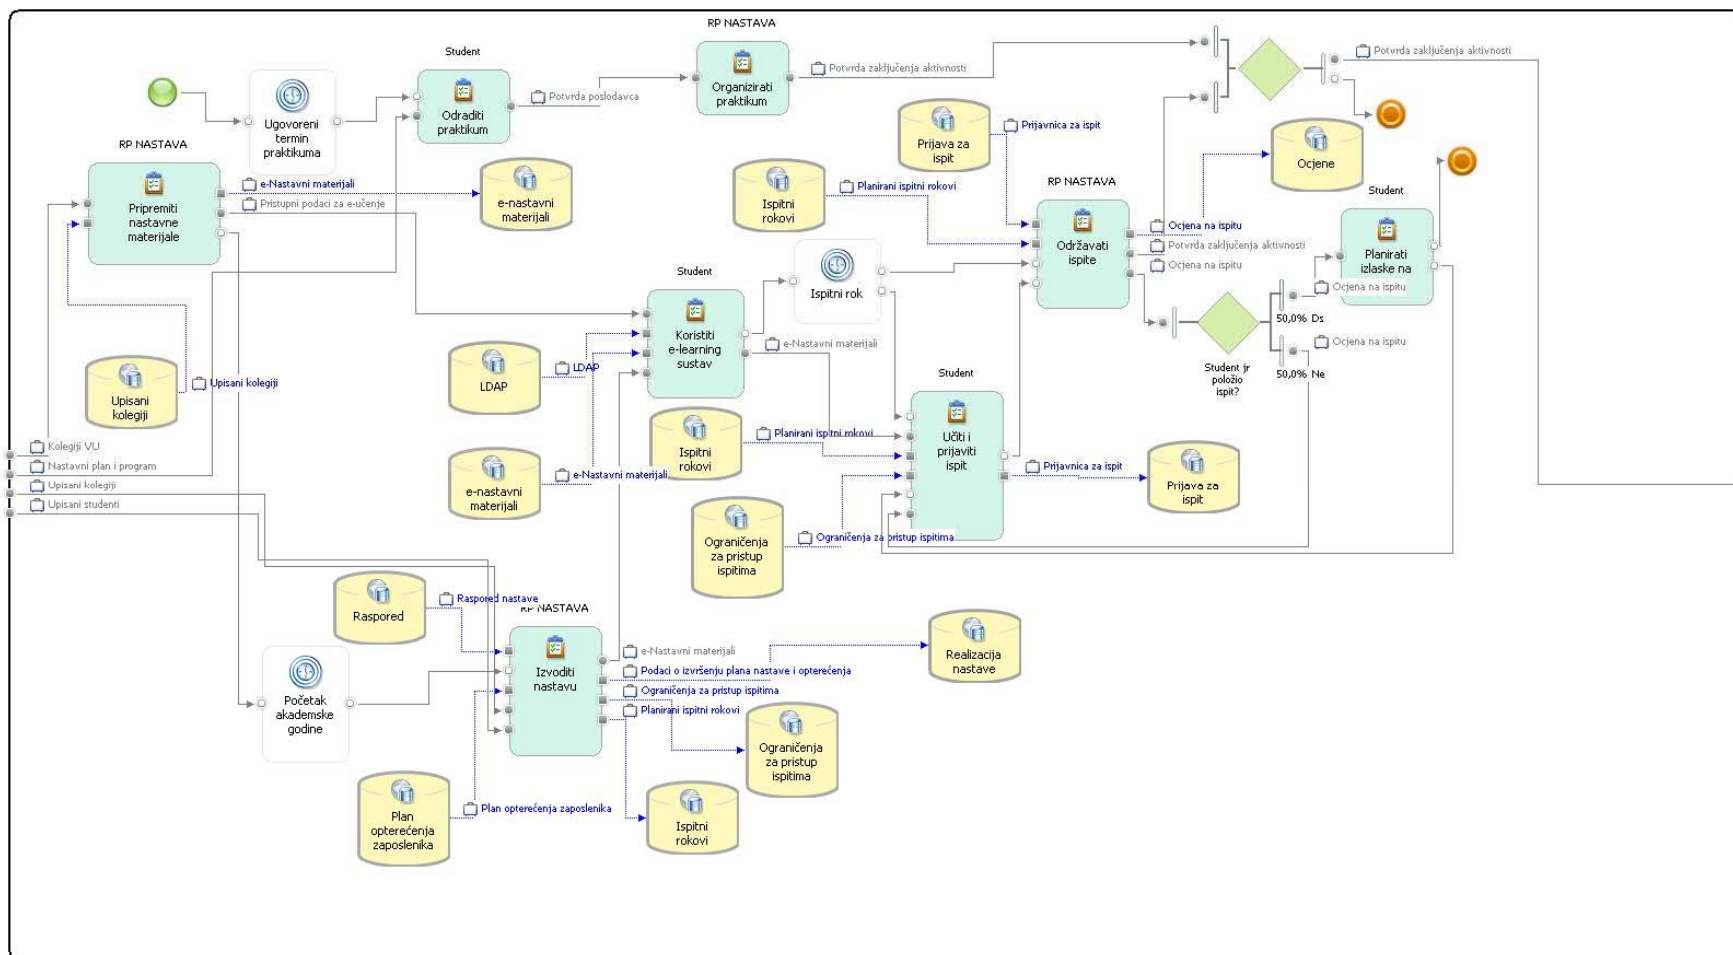 RP NASTAVA
Student
Organizirati
praktikum
Potvrda zaključenja aktivnosti
Potvrda zaključenja aktivnosti
Odraditi
praktikum
Potvrda poslodavca
Ugovoreni
termin
praktikuma
RP NASTAVA
Pripremiti
nastavne
materijale
e-Nastavni materijali
Pristupni podaci za e-učenje
e-nastavni
materijali
Prijava za
ispit
Prijavnica za ispit
Ispitni
rokovi
Planirani ispitni rokovi
RP NASTAVA
Održavati
ispite
Ocjene
Ocjena na ispitu
Potvrda zaključenja aktivnosti
Ocjena na ispitu
Student
Planirati
izlaske na
Ocjena na ispitu
50,0% Ds
Ocjena na ispitu
50,0% Ne
Student jr
položio
ispit?
Student
Koristiti
e-learning
sustav
Ispitni rok
e-Nastavni materijali
LDAP
LDAP
Upisani
kolegiji
Upisani kolegiji
Student
Učiti i
prijaviti
ispit
Ispitni
rokovi
Planirani ispitni rokovi
Prijavnica za ispit
Prijava za
ispit
e-nastavni
materijali
e-Nastavni materijali
Kolegiji VU
Nastavni plan i program
Upisani kolegiji
Upisani studenti
Ograničenja
za pristup
ispitima
Ograničenja za pristup ispitima
Raspored
Raspored nastave
RP NASTAVA
Izvoditi
nastavu
e-Nastavni materijali
Podaci o izvršenju plana nastave i opterećenja
Ograničenja za pristup ispitima
Planirani ispitni rokovi
Realizacija
nastave
Početak
akademske
godine
Ograničenja
za pristup
ispitima
Plan
opterećenja
zaposlenika
Plan opterećenja zaposlenika
Ispitni
rokovi